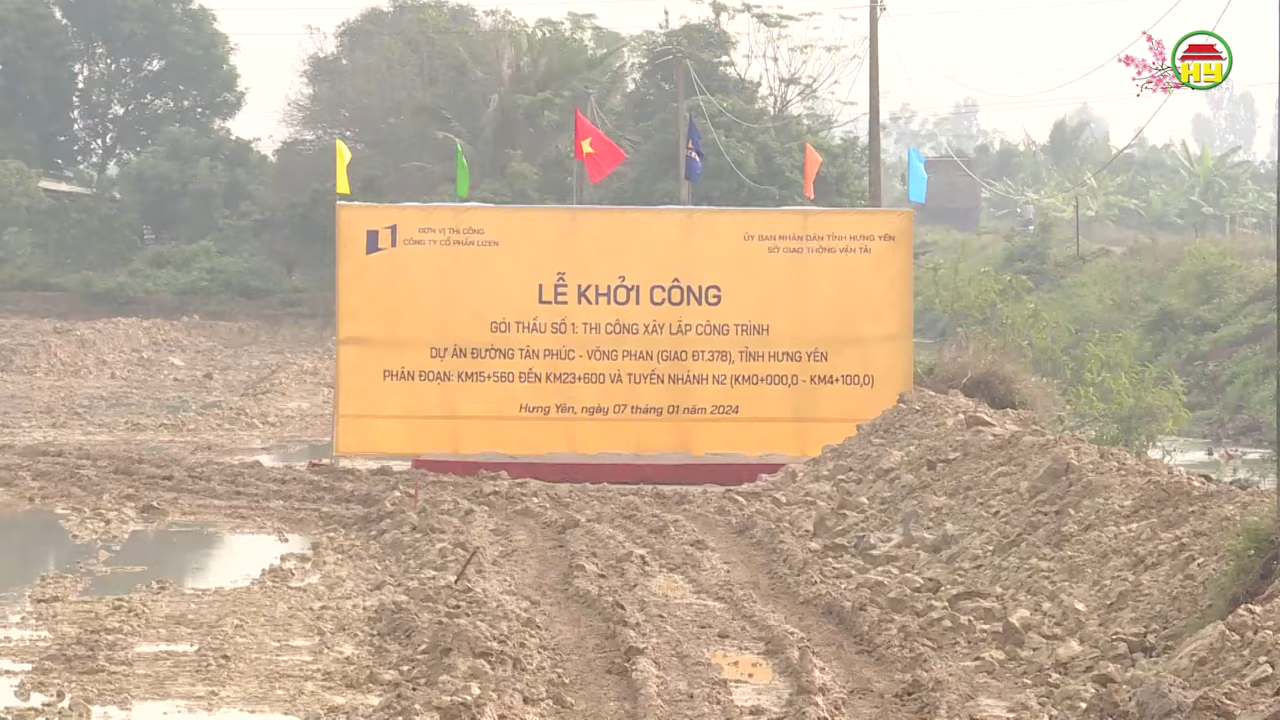 HY
ĐƠN VỊ THI CÔNG
CÔNG TY CỔ PHẦN LIZEN
ỦY BAN NHÂN DÂN TỈNH HƯNG YÊN
SỞ GIAO THÔNG VẬN TẢI
LỄ KHỞI CÔNG
GÓI THẦU SỐ 1: THI CÔNG XÂY LẮP CÔNG TRÌNH
DỰ ÁN ĐƯỜNG TÂN PHÚC - VÕNG PHAN (GIAO ĐT.378), TỈNH HƯNG YÊN
PHÂN ĐOẠN: KM15+560 ĐẾN KM23+600 VÀ TUYẾN NHÁNH N2 (KM0+000,0 - KM4+100,0)
Hưng Yên, ngày 07 tháng 01 năm 2024